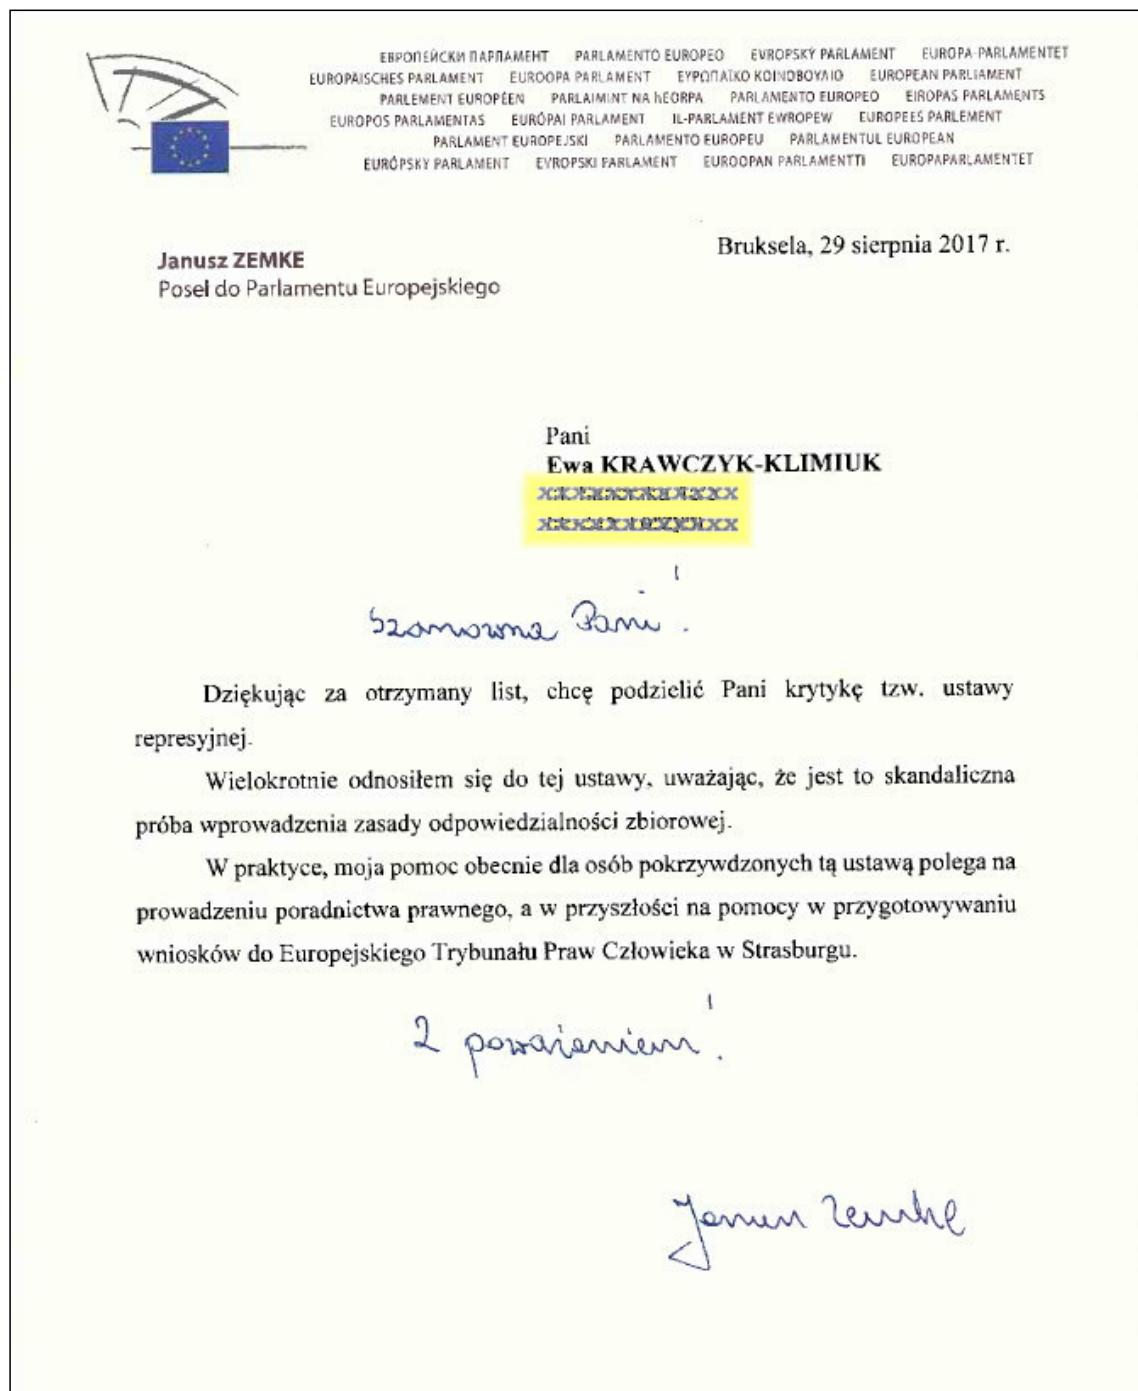 ЕВРОПЕЙСКИ ПАРЛАМЕНТ PARLAMENTO EUROPEO EVROPSKÝ PARLAMENT EUROPA-PARLAMENTET
EUROPÄISCHES PARLAMENT EUROOPA PARLAMENT ΕΥΡΩΠΑΪΚΟ ΚΟΙΝΟΒΟΥΛΙΟ EUROPEAN PARLIAMENT
PARLEMENT EUROPÉEN PARLAIMINT NA hEORPA PARLAMENTO EUROPEO EIROPAS PARLAMENTS
EUROPOS PARLAMENTAS EURÓPAI PARLAMENT IL-PARLAMENT EWROPEW EUROPEES PARLEMENT
PARLAMENT EUROPEJSKI PARLAMENTO EUROPEU PARLAMENTUL EUROPEAN
EURÓPSKY PARLAMENT EVROPSKI PARLAMENT EUROOPAN PARLAMENTTI EUROPAPARLAMENTET
Bruksela, 29 sierpnia 2017 r.
Janusz ZEMKE
Poseł do Parlamentu Europejskiego
Pani
Ewa KRAWCZYK-KLIMIUK
Szanowna Pani!
Dziękując za otrzymany list, chcę podzielić Pani krytykę tzw. ustawy
represyjnej.
Wielokrotnie odnosiłem się do tej ustawy, uważając, że jest to skandaliczna
próba wprowadzenia zasady odpowiedzialności zbiorowej.
W praktyce, moja pomoc obecnie dla osób pokrzywdzonych tą ustawą polega na
prowadzeniu poradnictwa prawnego, a w przyszłości na pomocy w przygotowywaniu
wniosków do Europejskiego Trybunału Praw Człowieka w Strasburgu.
Z poważaniem!
Janusz Zemke